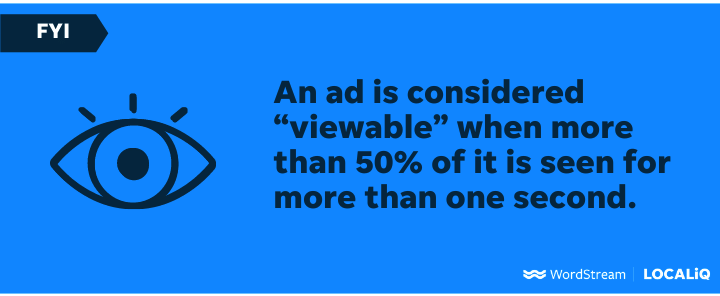 FYI
An ad is considered
“viewable” when more
than 50% of it is seen for
more than one second.
WordStream | LOCALiQ